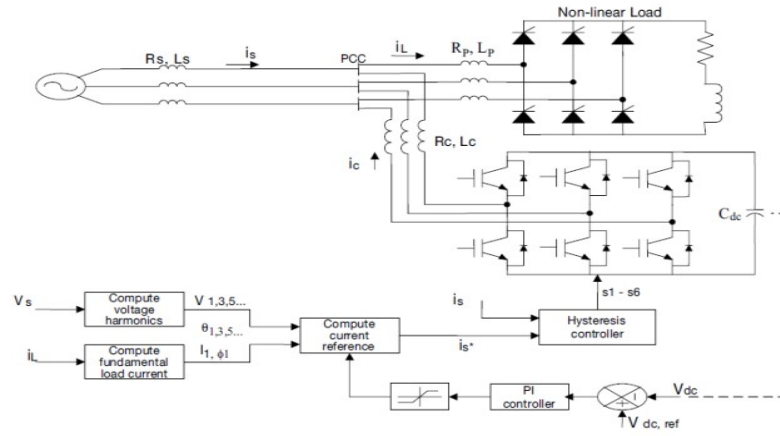 Non-linear Load
Rs, Ls
is
PCC
iL
RP, LP
Rc, Lc
ic
Cdc
s1 - s6
Vs
Compute
voltage
harmonics
V 1,3,5...
θ1,3,5...
iL
Compute
fundamental
load current
I1, ϕ1
Compute
current
reference
is
is*
Hysteresis
controller
PI
controller
Vdc
V dc, ref